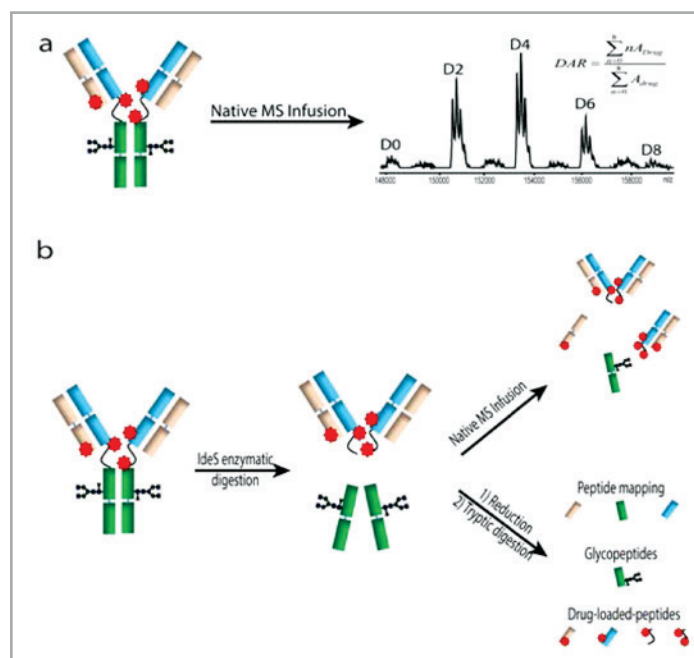 a
Native MS Infusion
D0
D2
D4
D6
D8
148000 150000 152000 154000 156000 158000 m/z
b
IdeS enzymatic
digestion
Native MS Infusion
1) Reduction
2) Tryptic digestion
Peptide mapping
Glycopeptides
Drug-loaded-peptides